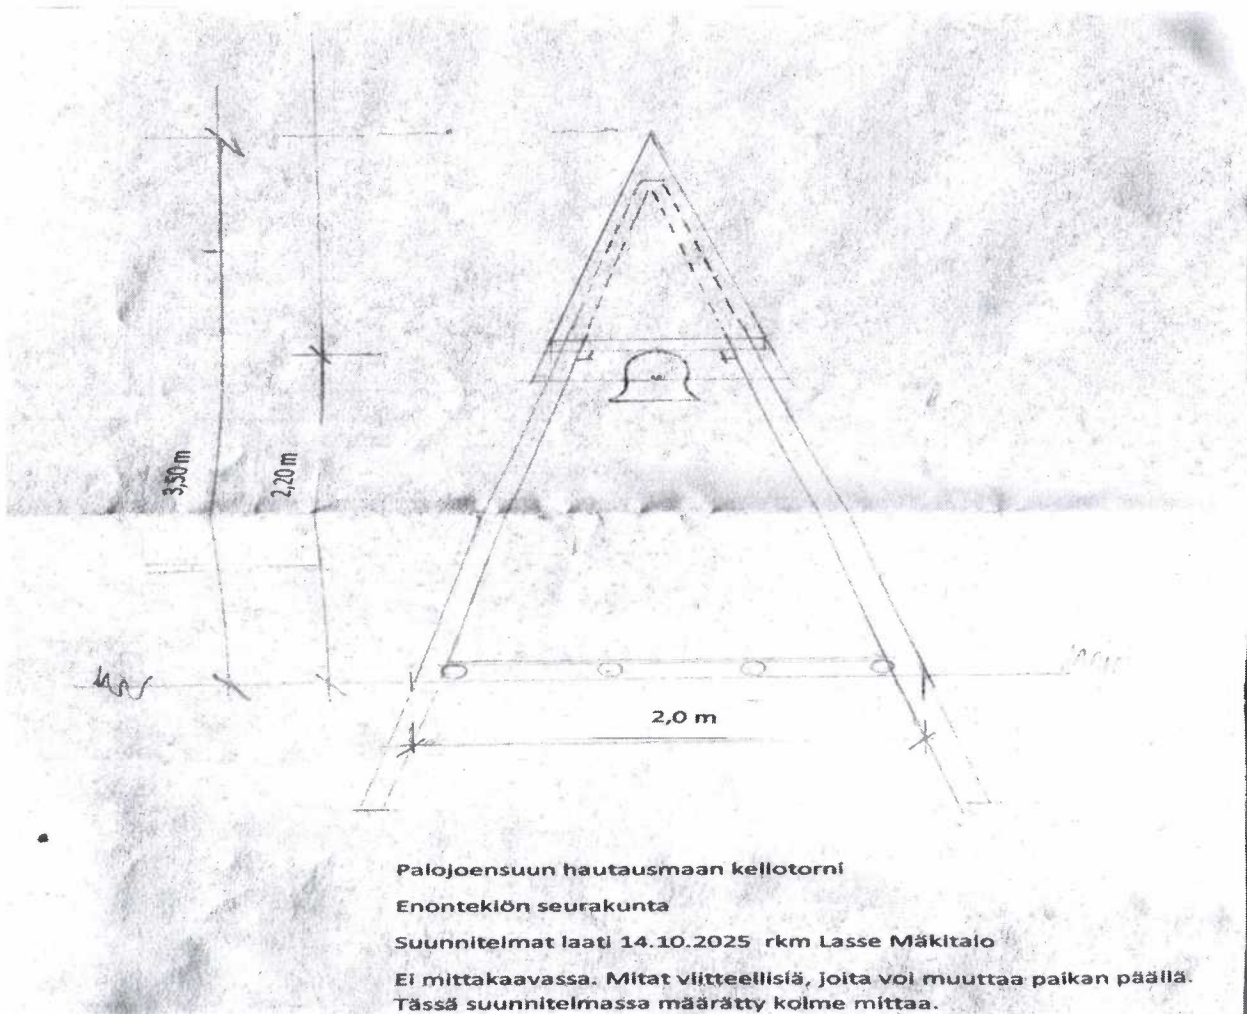 3,50 m
2,20 m
2,0 m
Palojoensuun hautausmaan kellotorni
Enontekiön seurakunta
Suunnitelmat laati 14.10.2025 rkm Lasse Mäkitalo
Ei mittakaavassa. Mitat viitteellisiä, joita voi muuttaa paikan päällä.
Tässä suunnitelmassa määrätty kolme mittaa.